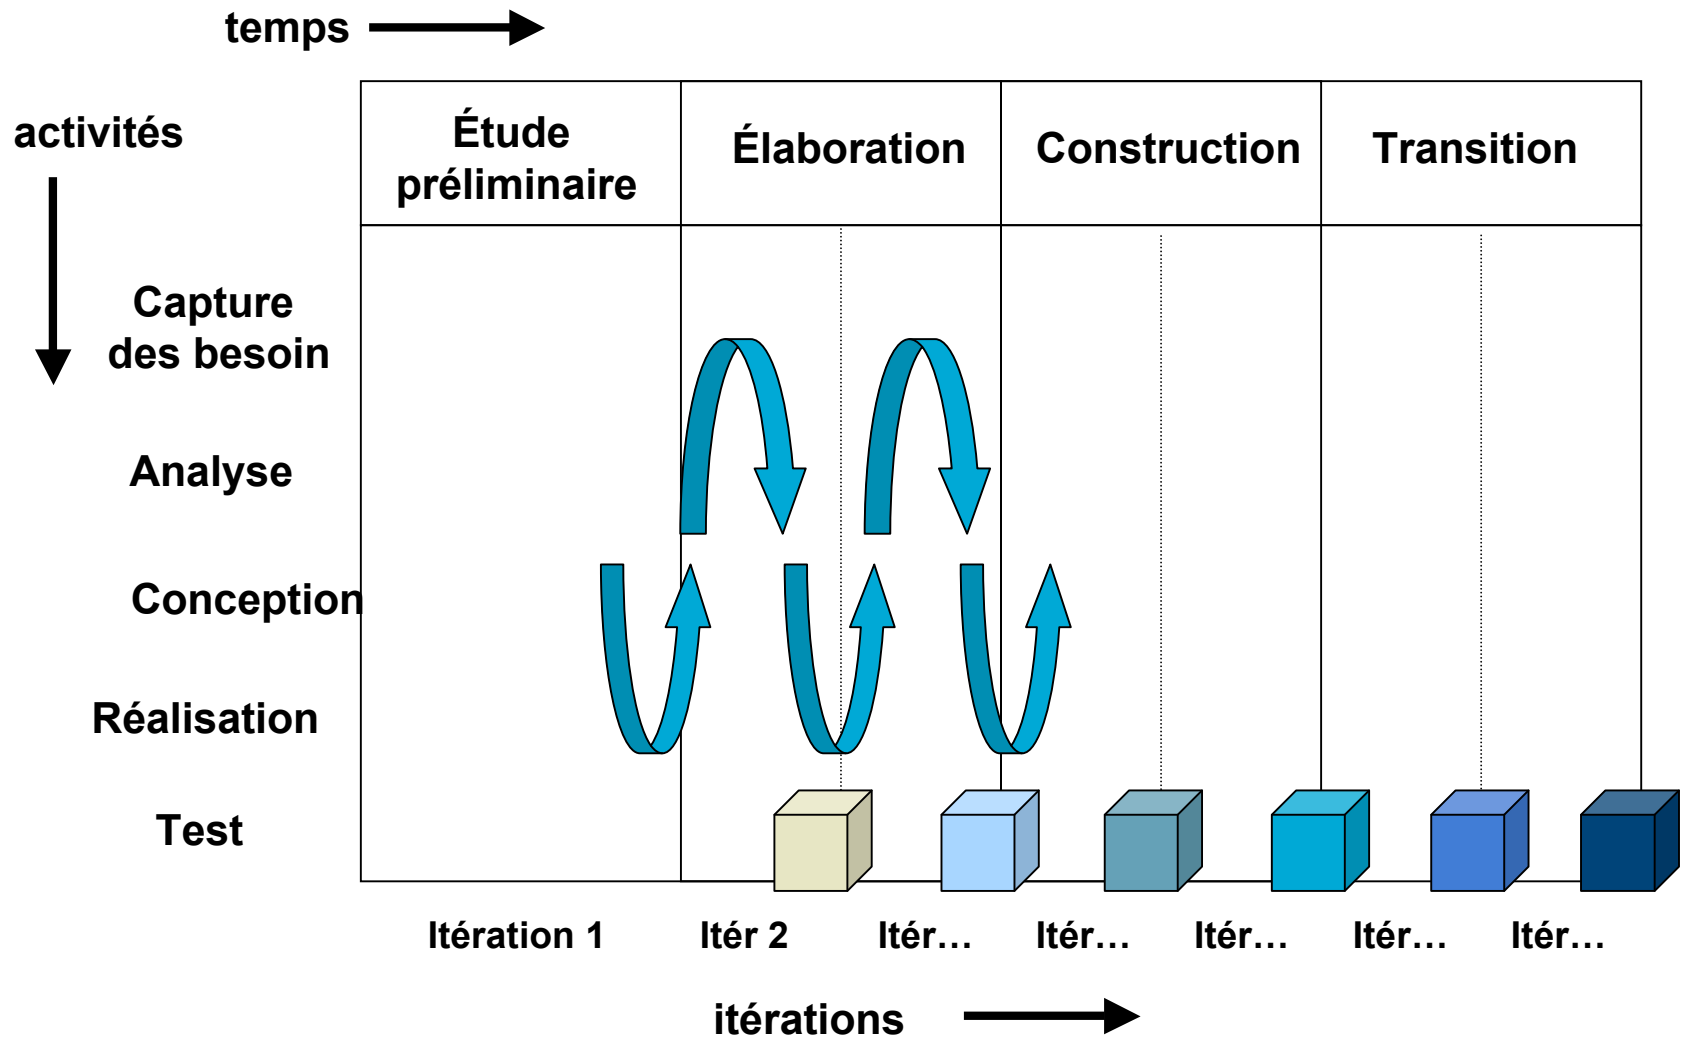 temps
activités
Étude
préliminaire
Élaboration
Construction
Transition
Capture
des besoin
Analyse
Conception
Réalisation
Test
Itération 1
Itér 2
Itér…
Itér…
Itér…
Itér…
Itér…
itérations